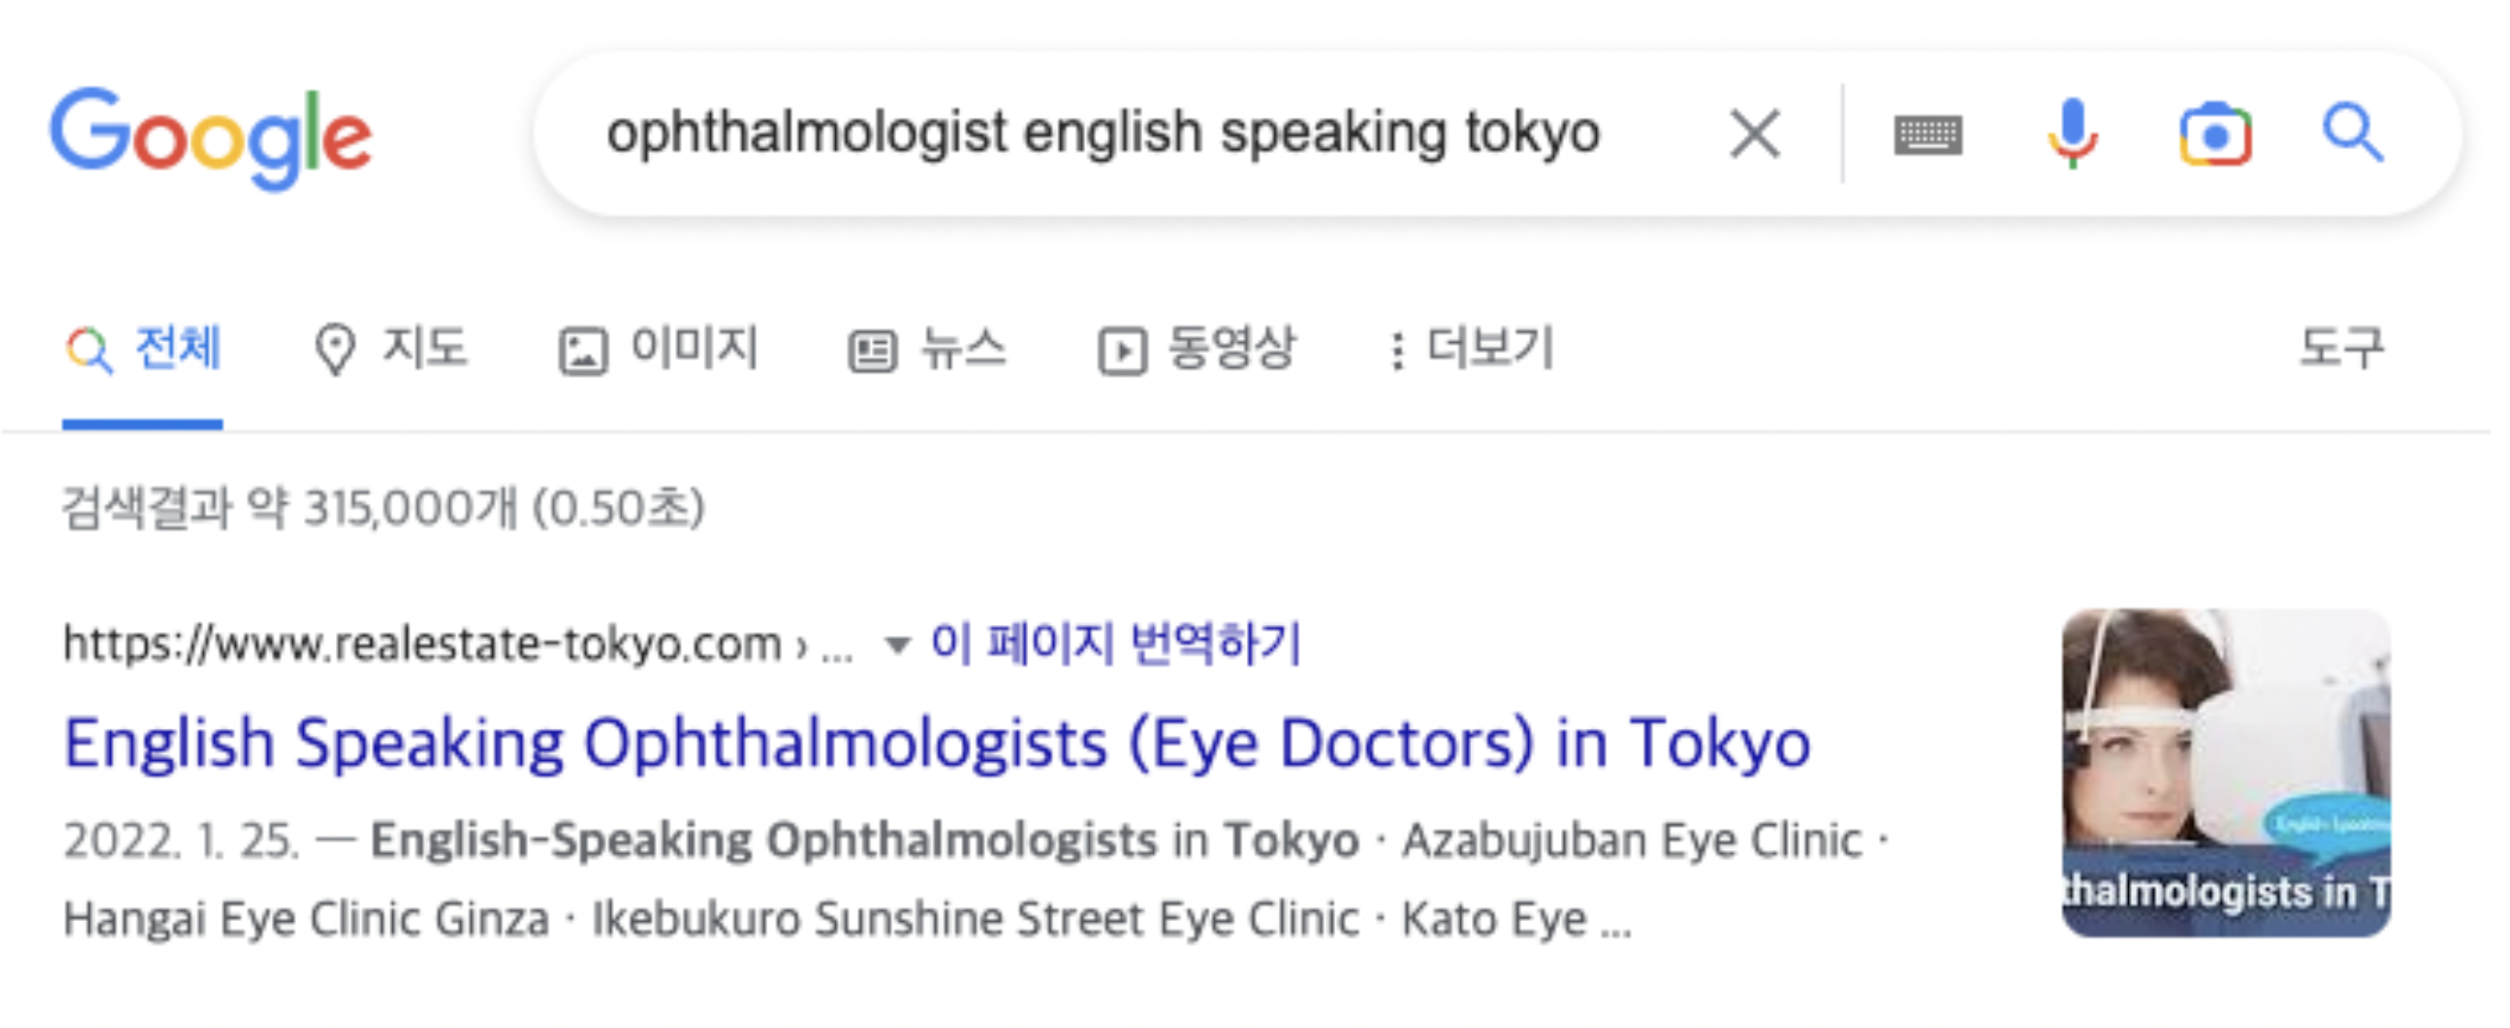 Google
ophthalmologist english speaking tokyo
전체 지도 이미지 뉴스 동영상 더보기 도구
검색결과 약 315,000개 (0.50초)
https://www.realestate-tokyo.com › ... 이 페이지 번역하기
English Speaking Ophthalmologists (Eye Doctors) in Tokyo
2022. 1. 25. — English-Speaking Ophthalmologists in Tokyo · Azabujuban Eye Clinic ·
Hangai Eye Clinic Ginza · Ikebukuro Sunshine Street Eye Clinic · Kato Eye ...
English-Speaking
thalmologists in T